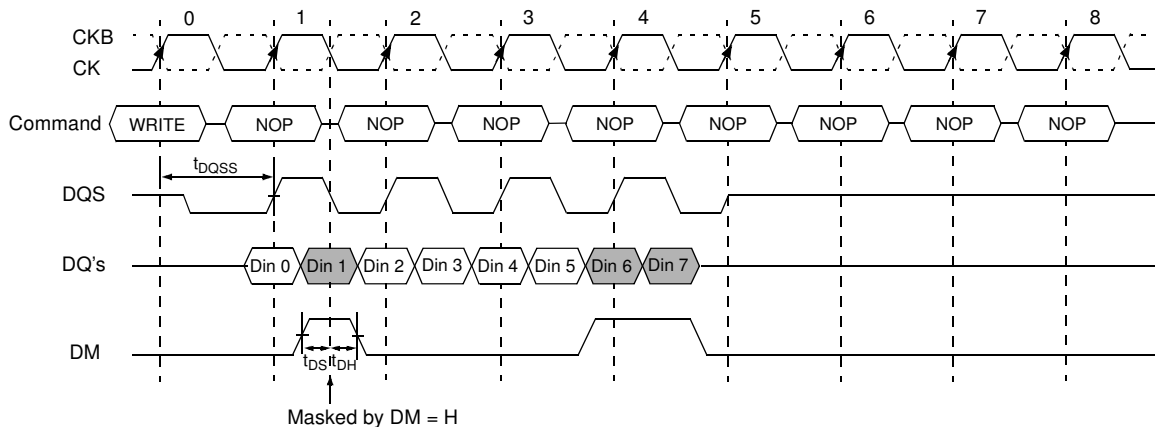 0 1 2 3 4 5 6 7 8
CKB
CK
Command WRITE NOP NOP NOP NOP NOP NOP NOP NOP
tDQSS
DQS
DQ's Din 0 Din 1 Din 2 Din 3 Din 4 Din 5 Din 6 Din 7
DM
tDS tDH
Masked by DM = H